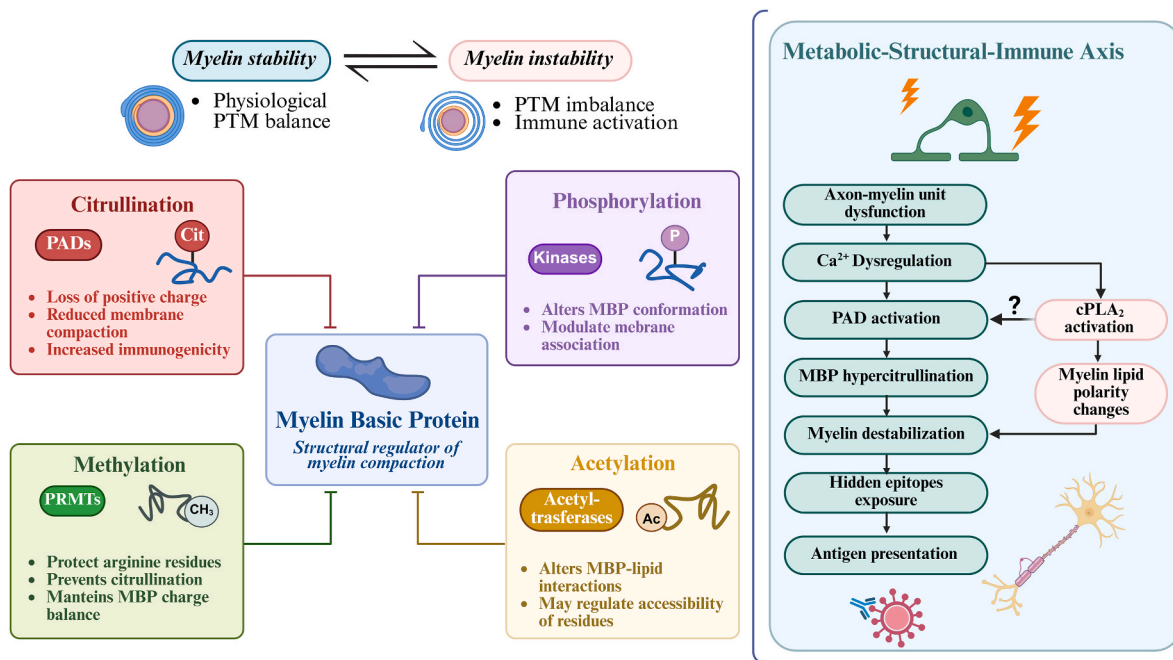 Myelin stability
Myelin instability
• Physiological
PTM balance
• PTM imbalance
• Immune activation
Citrullination
PADs
Cit
• Loss of positive charge
• Reduced membrane
compaction
• Increased immunogenicity
Phosphorylation
Kinases
P
• Alters MBP conformation
• Modulate mebrane
association
Myelin Basic Protein
Structural regulator of
myelin compaction
Methylation
PRMTs
CH₃
• Protect arginine residues
• Prevents citrullination
• Manteins MBP charge
balance
Acetylation
Acetyl-
trasferases
Ac
• Alters MBP-lipid
interactions
• May regulate accessibility
of residues
Metabolic-Structural-Immune Axis
Axon-myelin unit
dysfunction
Ca²⁺ Dysregulation
PAD activation
?
cPLA₂
activation
MBP hypercitrullination
Myelin lipid
polarity
changes
Myelin destabilization
Hidden epitopes
exposure
Antigen presentation